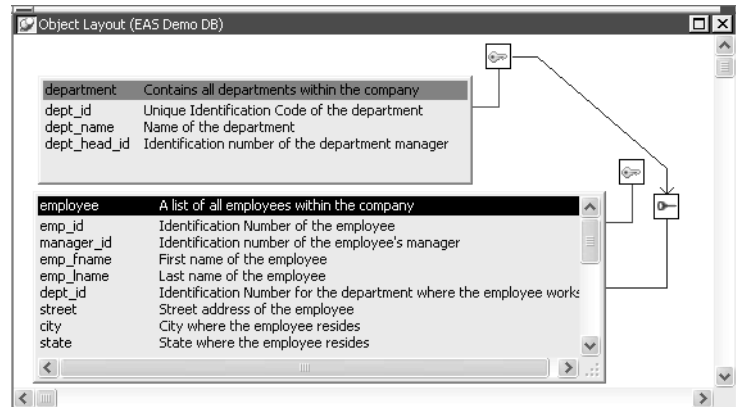 Object Layout (EAS Demo DB)
department Contains all departments within the company
dept_id Unique Identification Code of the department
dept_name Name of the department
dept_head_id Identification number of the department manager
employee A list of all employees within the company
emp_id Identification Number of the employee
manager_id Identification number of the employee's manager
emp_fname First name of the employee
emp_lname Last name of the employee
dept_id Identification Number for the department where the employee works
street Street address of the employee
city City where the employee resides
state State where the employee resides